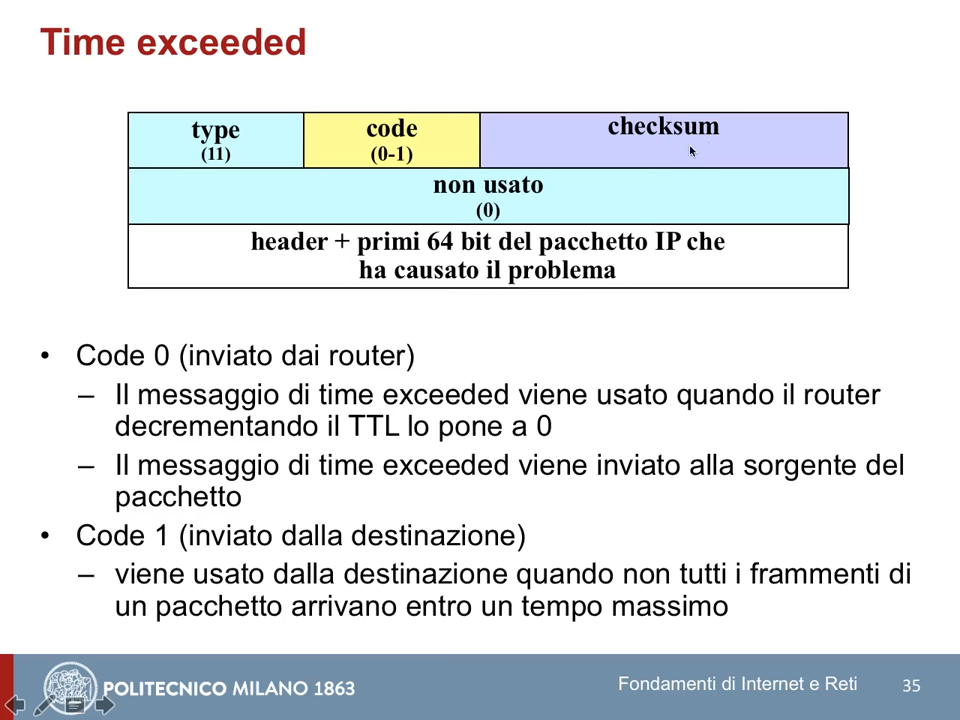 Time exceeded
type
(11)
code
(0-1)
checksum
non usato
(0)
header + primi 64 bit del pacchetto IP che
ha causato il problema
• Code 0 (inviato dai router)
– Il messaggio di time exceeded viene usato quando il router
decrementando il TTL lo pone a 0
– Il messaggio di time exceeded viene inviato alla sorgente del
pacchetto
• Code 1 (inviato dalla destinazione)
– viene usato dalla destinazione quando non tutti i frammenti di
un pacchetto arrivano entro un tempo massimo
POLITECNICO MILANO 1863
Fondamenti di Internet e Reti
35